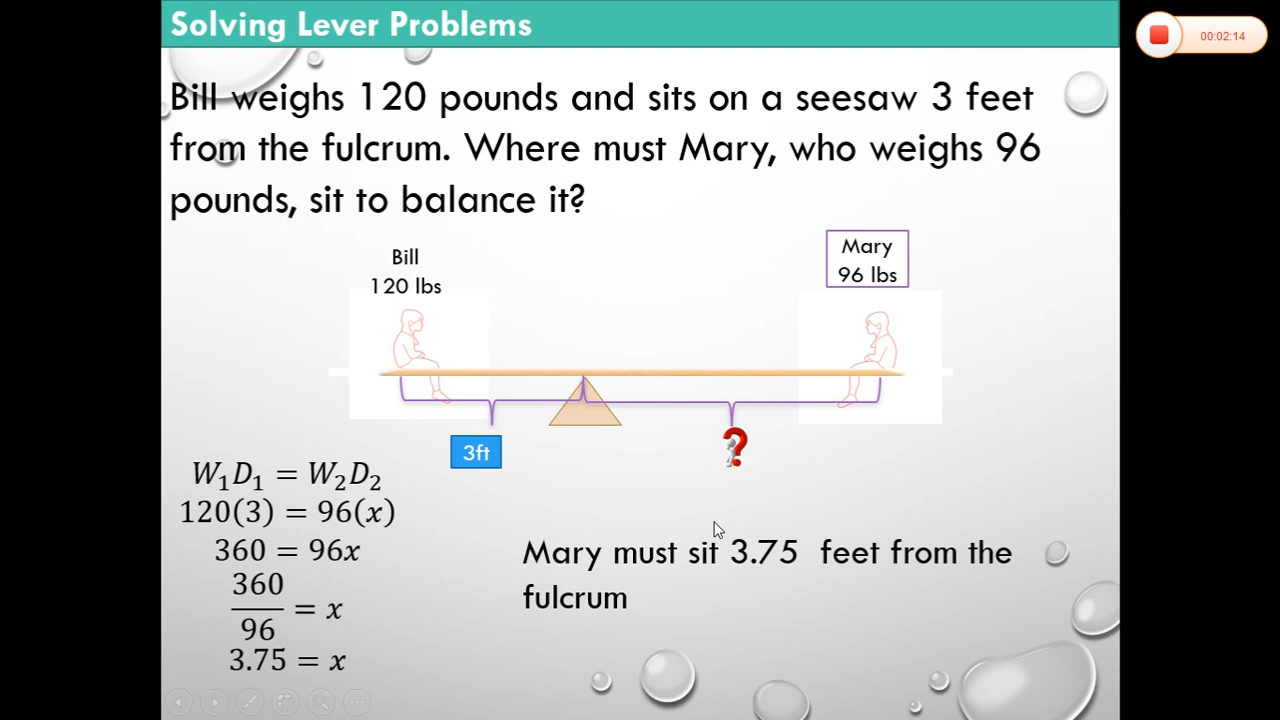 Solving Lever Problems
00:02:14
Bill weighs 120 pounds and sits on a seesaw 3 feet
from the fulcrum. Where must Mary, who weighs 96
pounds, sit to balance it?
Bill
120 lbs
Mary
96 lbs
3ft
?
W₁D₁ = W₂D₂
120(3) = 96(x)
360 = 96x
360
96
= x
3.75 = x
Mary must sit 3.75 feet from the
fulcrum